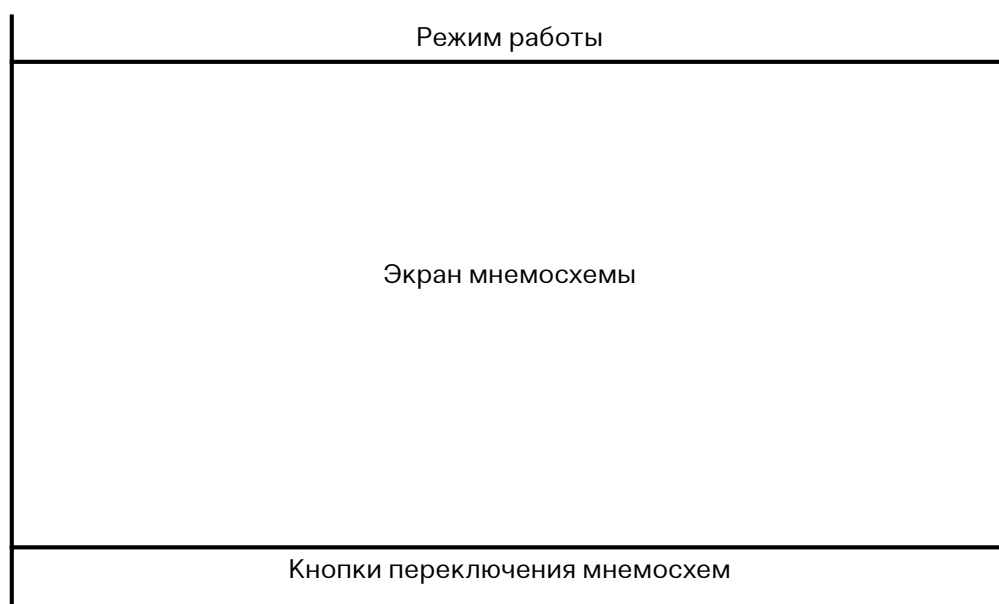 Режим работы
Экран мнемосхемы
Кнопки переключения мнемосхем